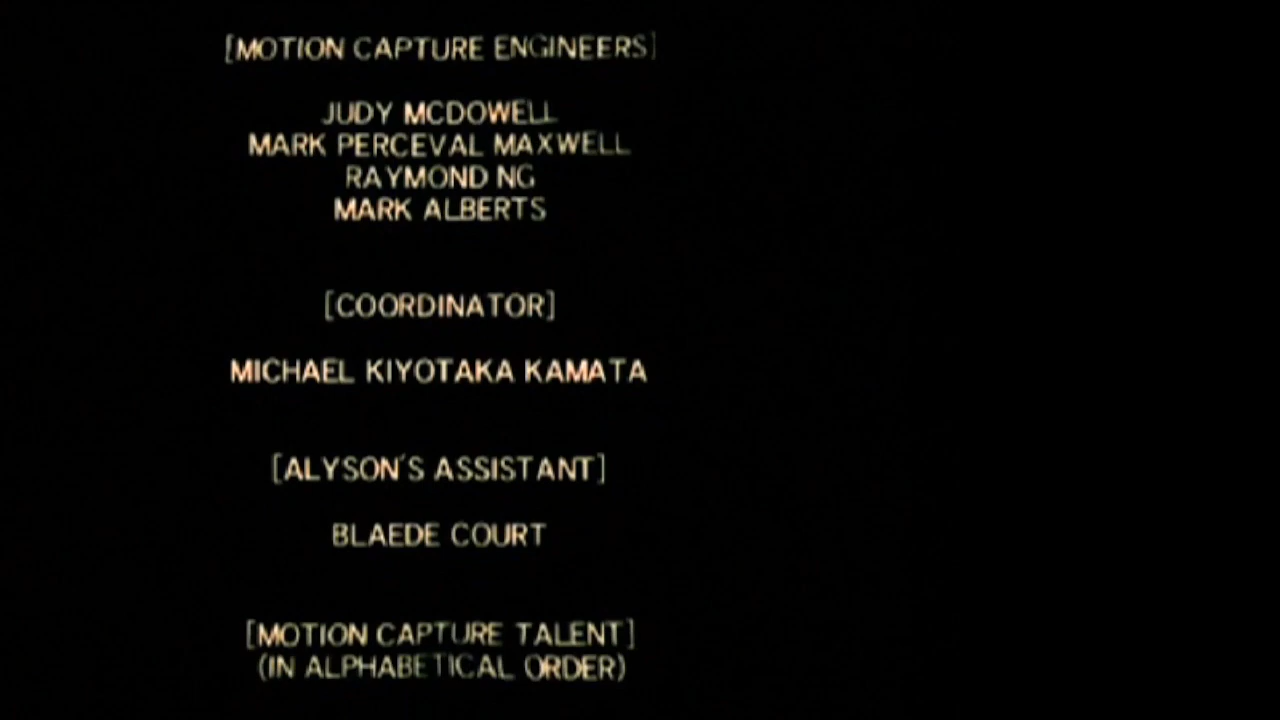 [MOTION CAPTURE ENGINEERS]
JUDY MCDOWELL
MARK PERCEVAL MAXWELL
RAYMOND NG
MARK ALBERTS
[COORDINATOR]
MICHAEL KIYOTAKA KAMATA
[ALYSON'S ASSISTANT]
BLAEDE COURT
[MOTION CAPTURE TALENT]
(IN ALPHABETICAL ORDER)